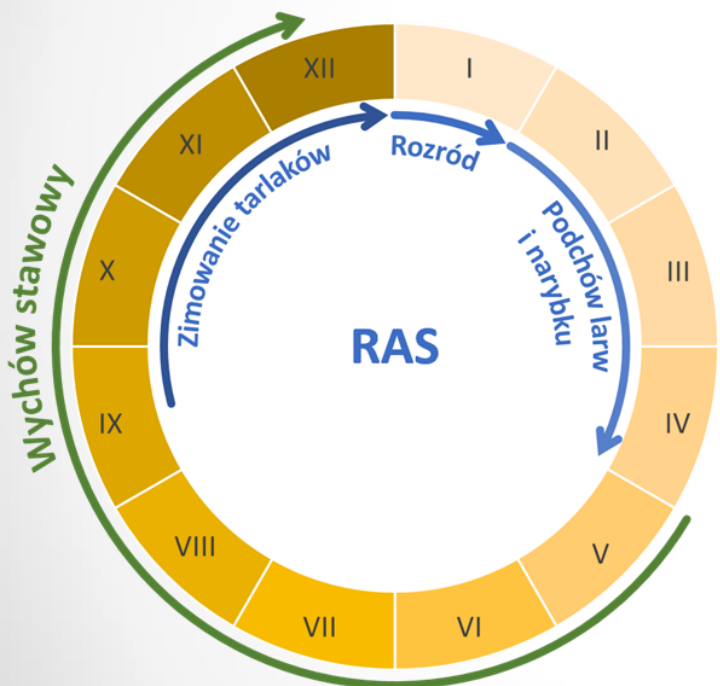 I
II
III
IV
V
VI
VII
VIII
IX
X
XI
XII
Rozród
Podchów larw
i narybku
Zimowanie tarlaków
RAS
Wychów stawowy